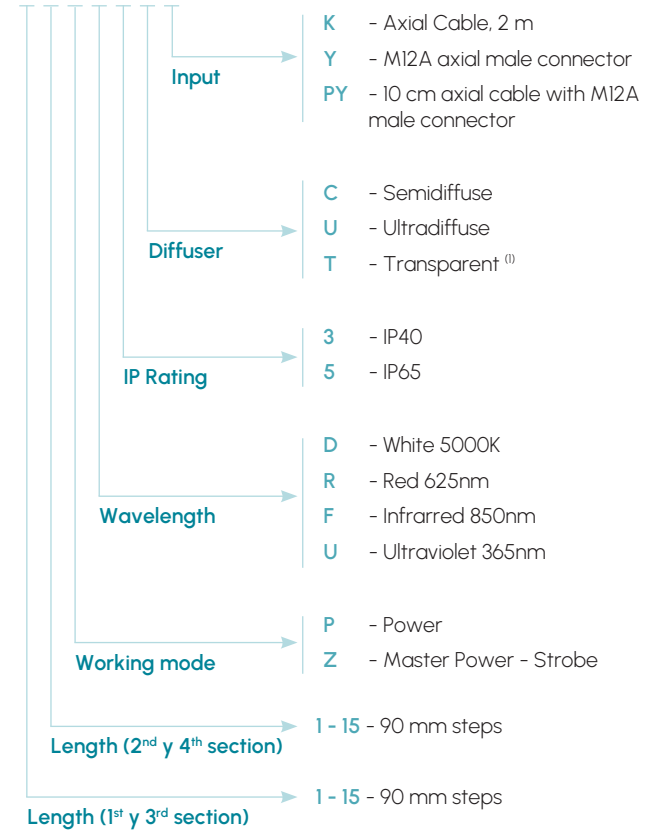 K - Axial Cable, 2 m
Y - M12A axial male connector
Input
PY - 10 cm axial cable with M12A
male connector
C - Semidiffuse
U - Ultradiffuse
Diffuser
T - Transparent (1)
3 - IP40
5 - IP65
IP Rating
D - White 5000K
R - Red 625nm
F - Infrarred 850nm
Wavelength
U - Ultraviolet 365nm
P - Power
Z - Master Power - Strobe
Working mode
1 - 15 - 90 mm steps
Length (2nd y 4th section)
1 - 15 - 90 mm steps
Length (1st y 3rd section)